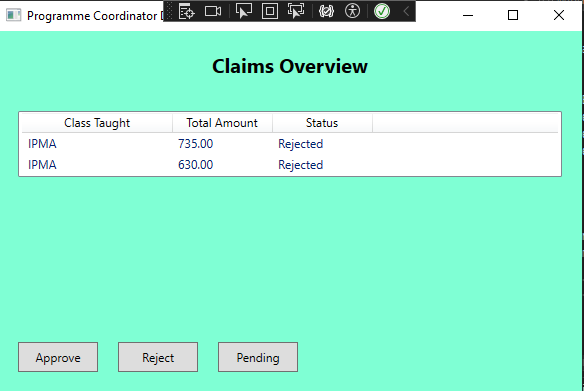 Programme Coordinator
Claims Overview
Class Taught Total Amount Status
IPMA 735.00 Rejected
IPMA 630.00 Rejected
Approve Reject Pending